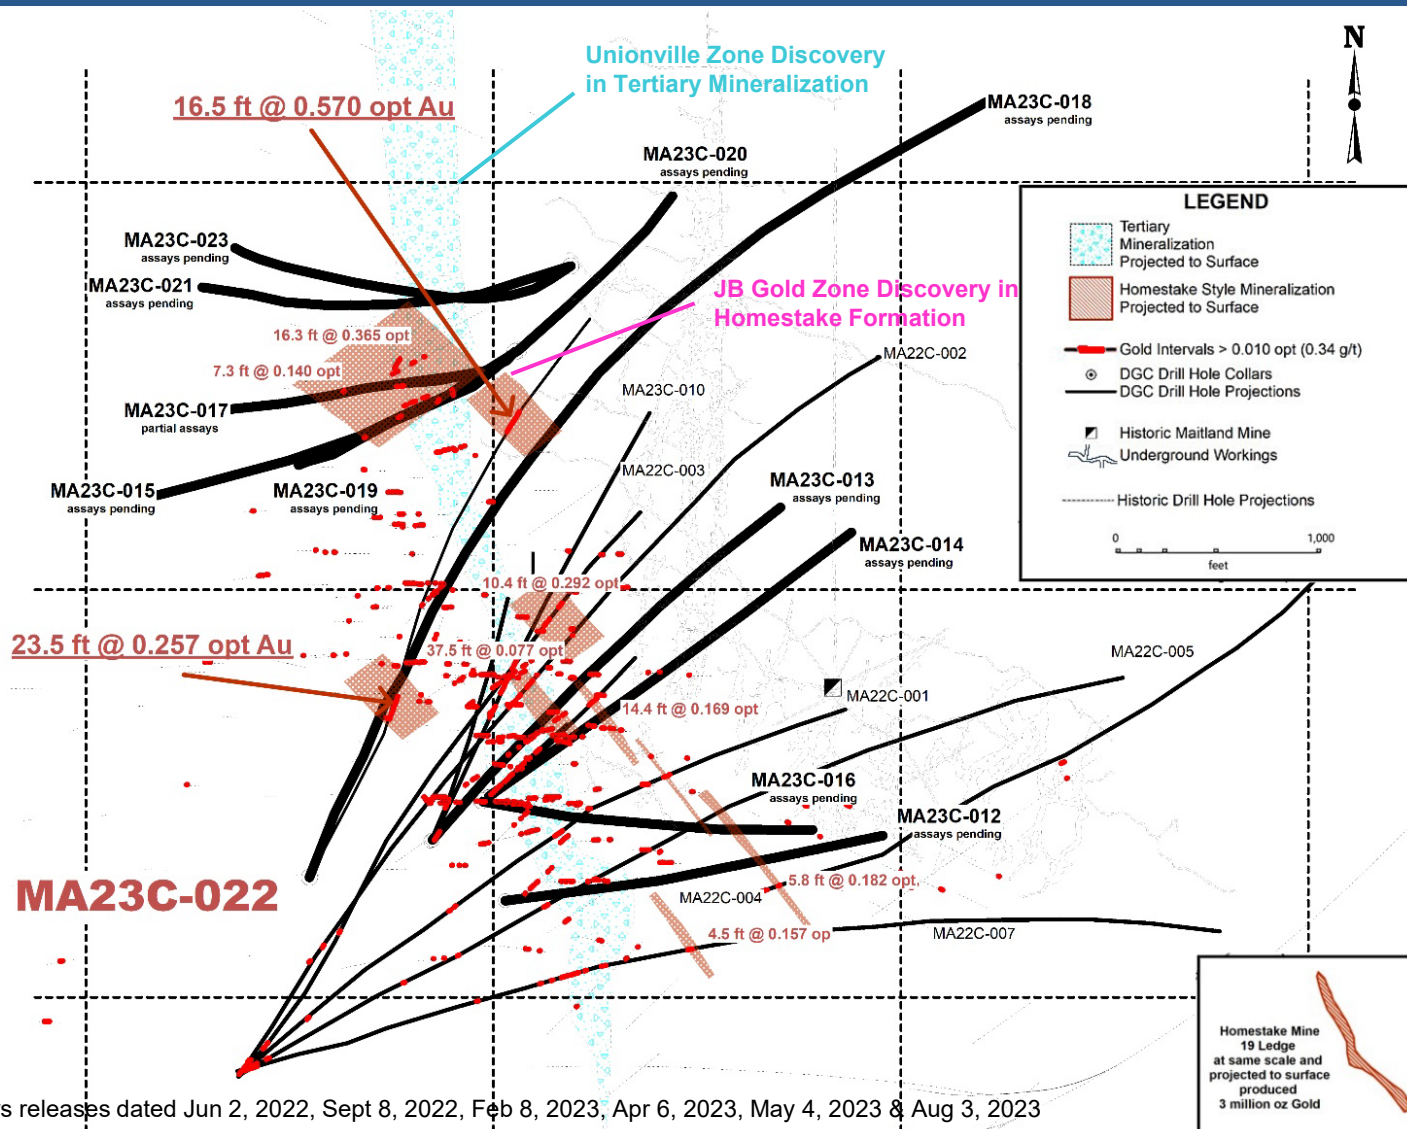 Unionville Zone Discovery
in Tertiary Mineralization
N
16.5 ft @ 0.570 opt Au
MA23C-018
assays pending
MA23C-020
assays pending
LEGEND
Tertiary
Mineralization
Projected to Surface
Homestake Style Mineralization
Projected to Surface
Gold Intervals > 0.010 opt (0.34 g/t)
DGC Drill Hole Collars
DGC Drill Hole Projections
Historic Maitland Mine
Underground Workings
Historic Drill Hole Projections
0 1,000
feet
MA23C-023
assays pending
MA23C-021
assays pending
JB Gold Zone Discovery in
Homestake Formation
16.3 ft @ 0.365 opt
7.3 ft @ 0.140 opt
MA22C-002
MA23C-010
MA23C-017
partial assays
MA22C-003
MA23C-013
assays pending
MA23C-015
assays pending
MA23C-019
assays pending
MA23C-014
assays pending
10.4 ft @ 0.292 opt
23.5 ft @ 0.257 opt Au
37.5 ft @ 0.077 opt
MA22C-005
MA22C-001
14.4 ft @ 0.169 opt
MA23C-016
assays pending
MA23C-012
assays pending
MA23C-022
5.8 ft @ 0.182 opt
MA22C-004
4.5 ft @ 0.157 op
MA22C-007
Homestake Mine
19 Ledge
at same scale and
projected to surface
produced
3 million oz Gold
s releases dated Jun 2, 2022, Sept 8, 2022, Feb 8, 2023, Apr 6, 2023, May 4, 2023 & Aug 3, 2023